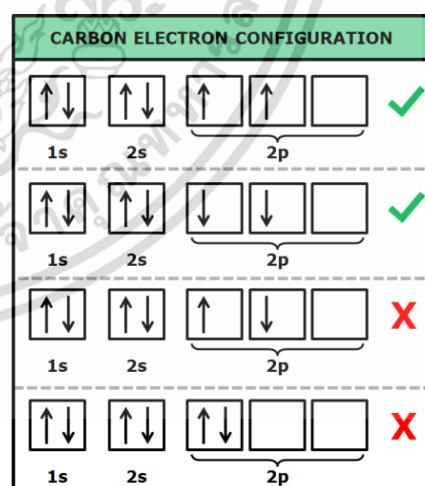 CARBON ELECTRON CONFIGURATION
↑↓ ↑↓ ↑ ↑ ✓
1s 2s 2p
↑↓ ↑↓ ↓ ↓ ✓
1s 2s 2p
↑↓ ↑↓ ↑ ↓ X
1s 2s 2p
↑↓ ↑↓ ↑↓ X
1s 2s 2p